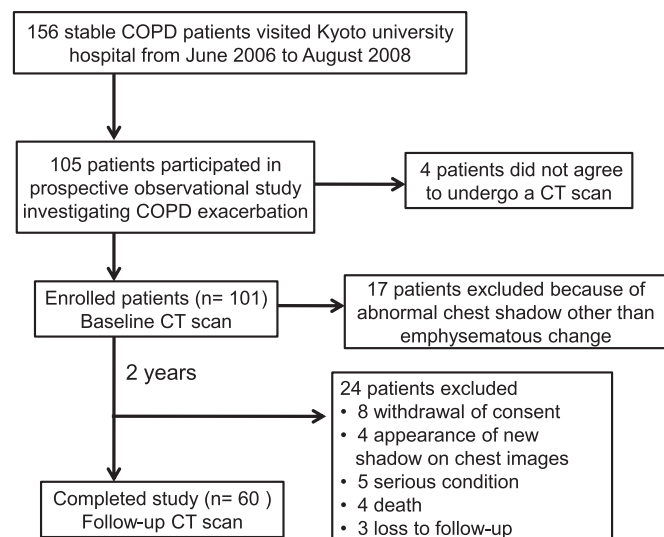 156 stable COPD patients visited Kyoto university
hospital from June 2006 to August 2008
105 patients participated in
prospective observational study
investigating COPD exacerbation
4 patients did not agree
to undergo a CT scan
Enrolled patients (n= 101)
Baseline CT scan
17 patients excluded because of
abnormal chest shadow other than
emphysematous change
2 years
24 patients excluded
• 8 withdrawal of consent
• 4 appearance of new
shadow on chest images
• 5 serious condition
• 4 death
• 3 loss to follow-up
Completed study (n= 60 )
Follow-up CT scan